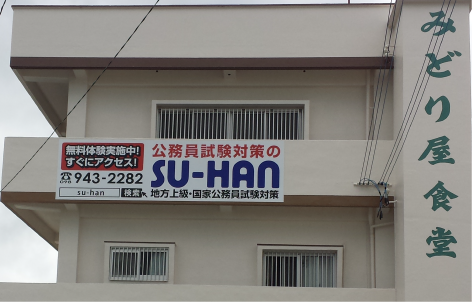 無料体験実施中!
すぐにアクセス!
☎943-2282
su-han 検索
公務員試験対策の
SU-HAN
地方上級・国家公務員試験対策
みどり屋食堂